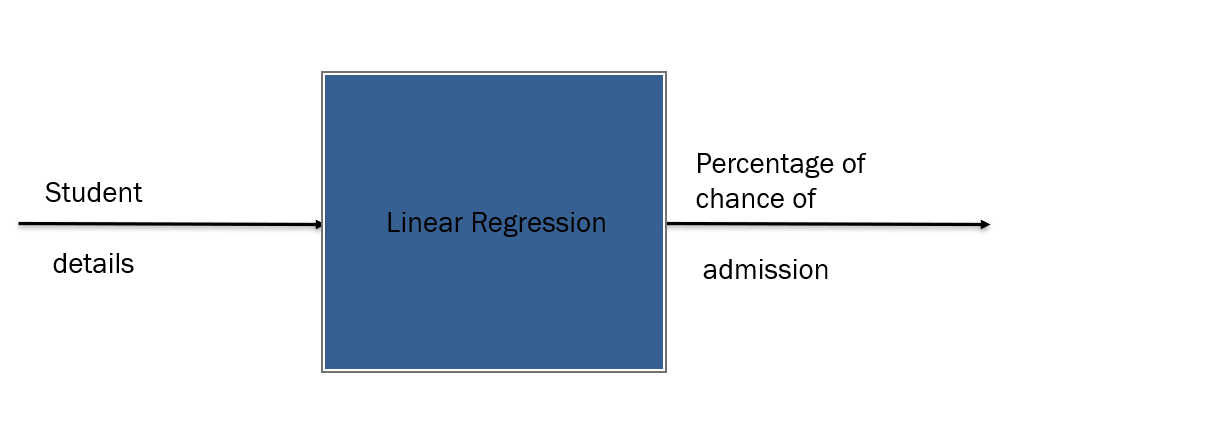 Student
details
Linear Regression
Percentage of
chance of
admission